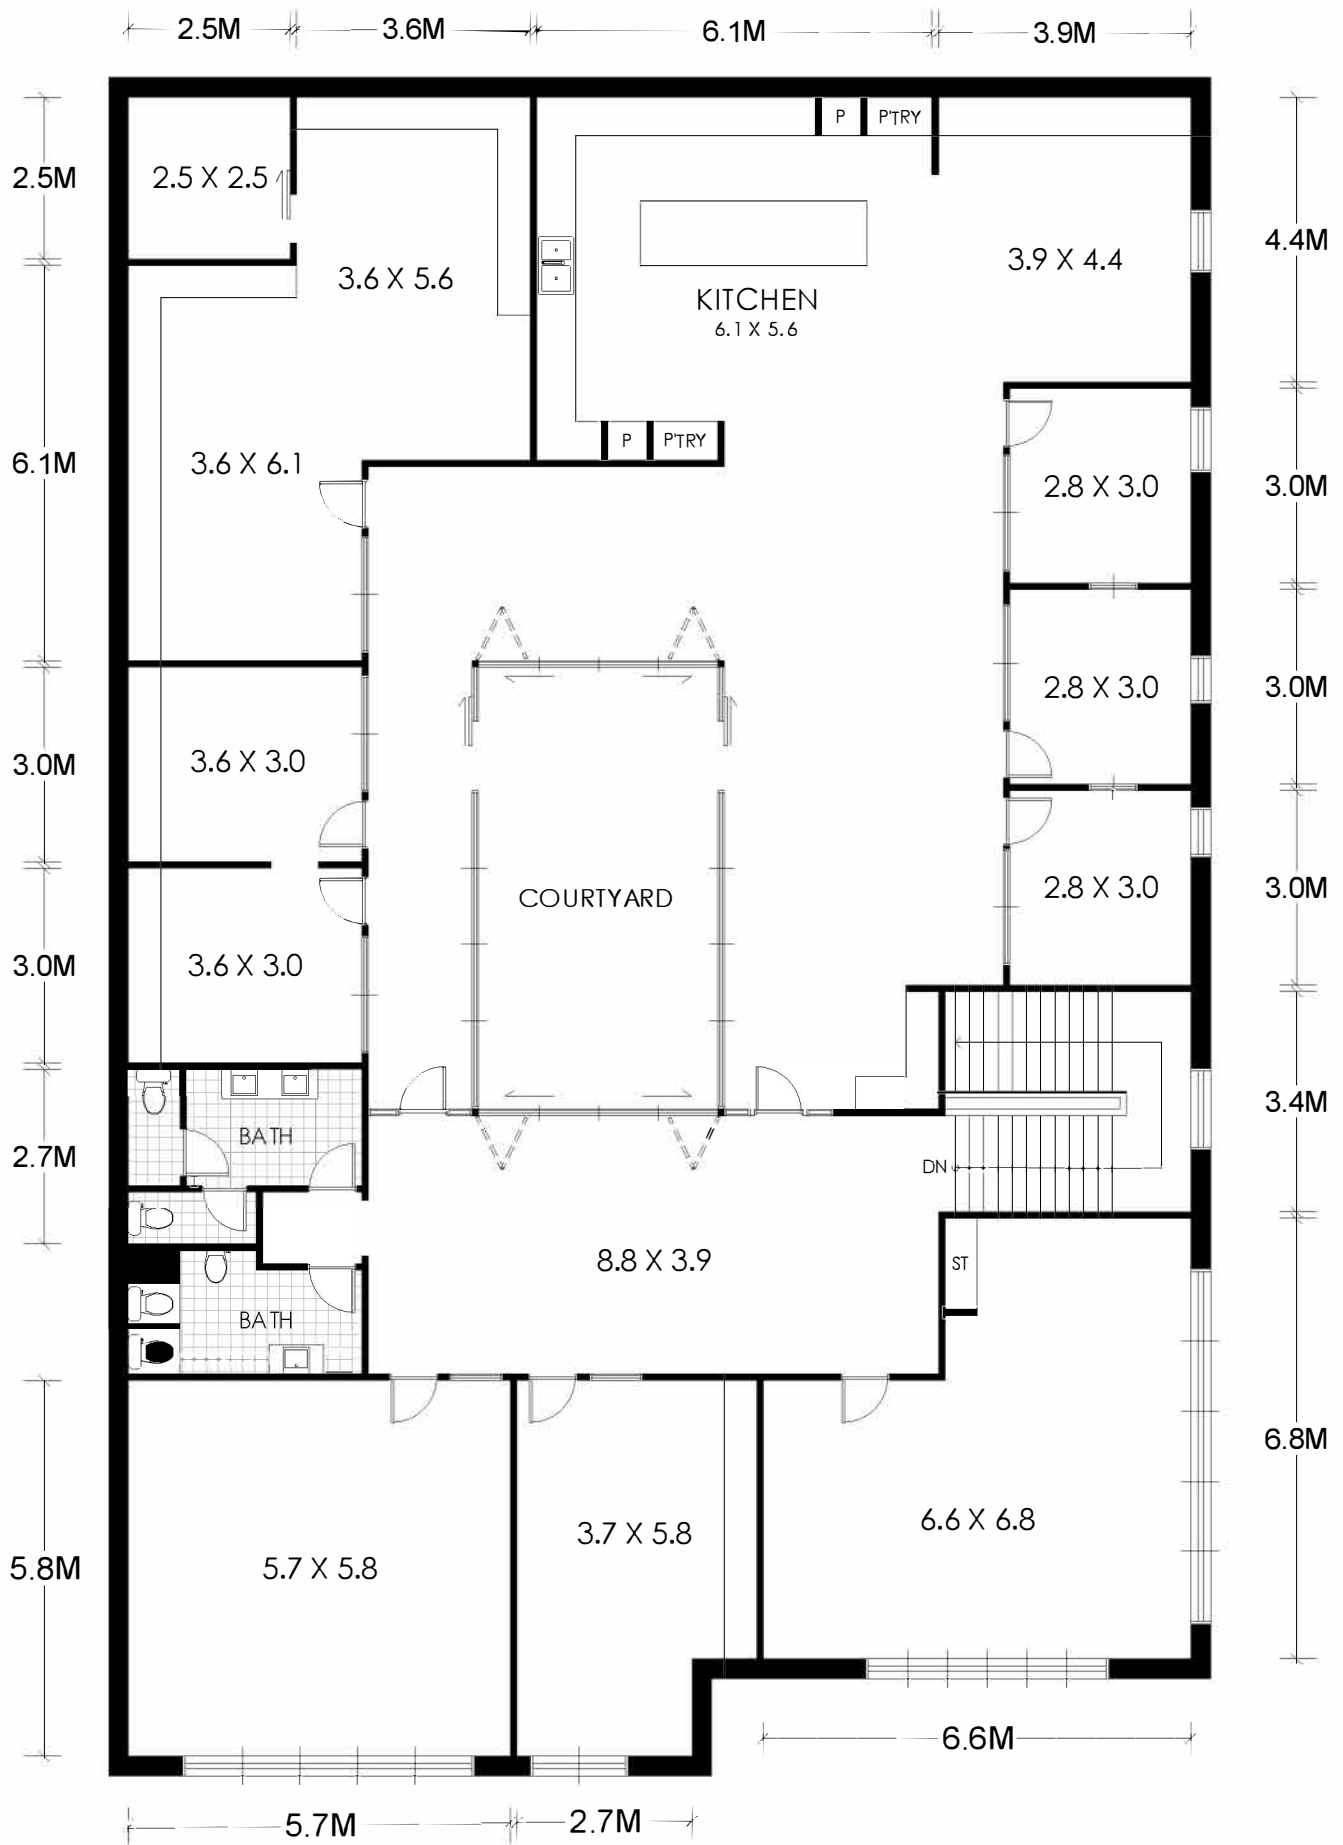 2.5M 3.6M 6.1M 3.9M
P P'TRY
2.5M
2.5 X 2.5
4.4M
3.9 X 4.4
3.6 X 5.6
KITCHEN
6.1 X 5.6
P P'TRY
6.1M
3.6 X 6.1
2.8 X 3.0
3.0M
2.8 X 3.0
3.0M
3.0M
3.6 X 3.0
COURTYARD
2.8 X 3.0
3.0M
3.0M
3.6 X 3.0
3.4M
BATH
2.7M
DN
8.8 X 3.9
ST
BATH
6.8M
6.6 X 6.8
3.7 X 5.8
5.8M
5.7 X 5.8
6.6M
5.7M 2.7M